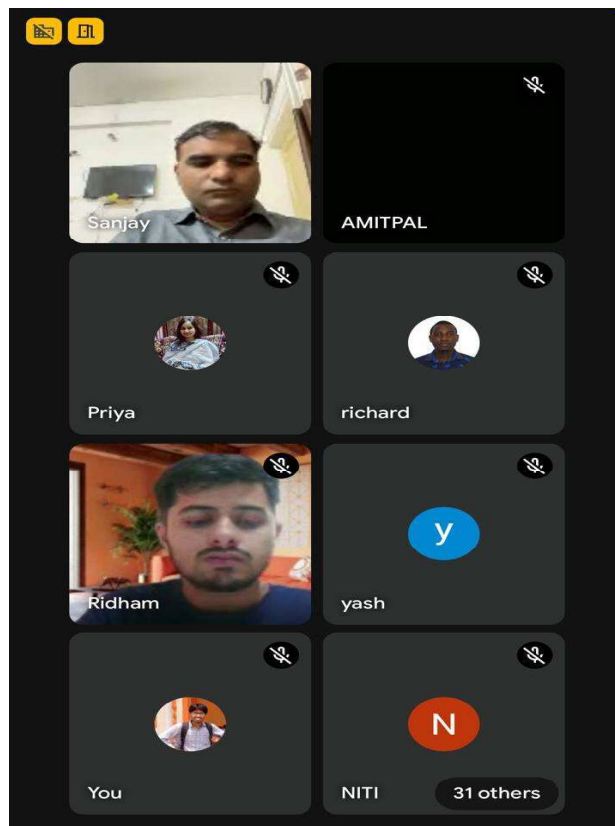 Sanjay
AMITPAL
Priya
richard
Ridham
y
yash
You
N
NITI
31 others